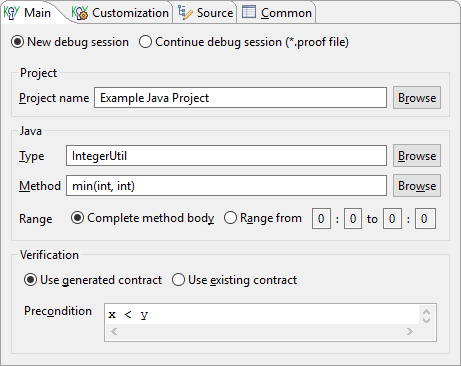 KeY Main KeY Customization Source Common
New debug session Continue debug session (*.proof file)
Project
Project name Example Java Project Browse
Java
Type IntegerUtil Browse
Method min(int, int) Browse
Range Complete method body Range from 0 : 0 to 0 : 0
Verification
Use generated contract Use existing contract
Precondition x < y